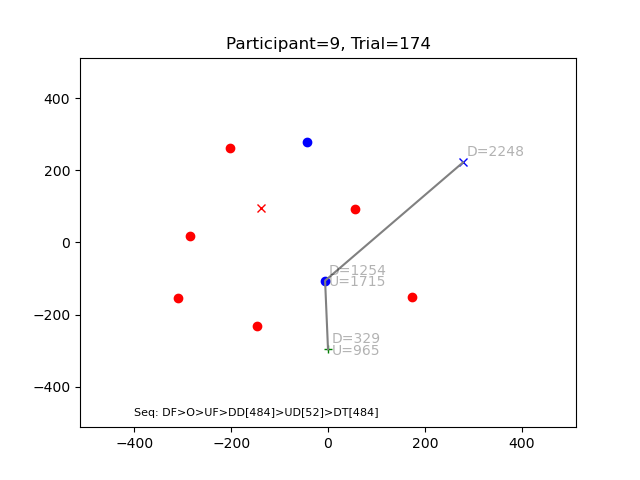 Participant=9, Trial=174
400
200
0
−200
−400
D=2248
D=1254
U=1715
D=329
U=965
Seq: DF>O>UF>DD[484]>UD[52]>DT[484]
−400
−200
0
200
400